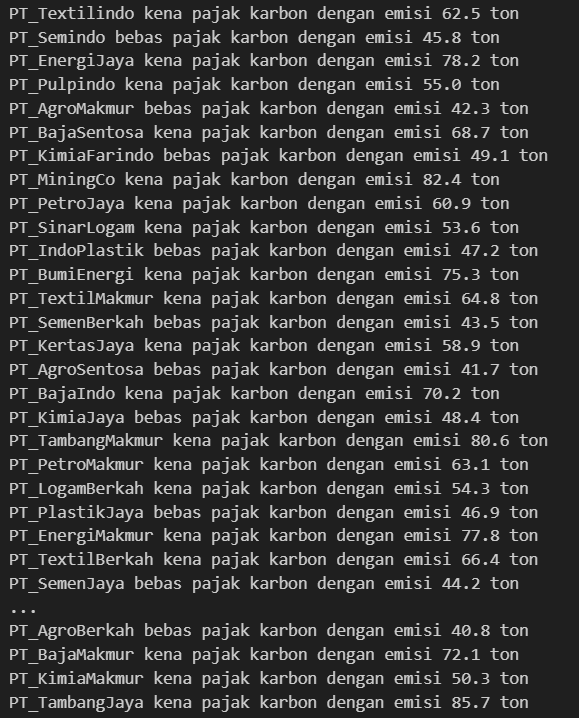 PT_Textilindo kena pajak karbon dengan emisi 62.5 ton
PT_Semindo bebas pajak karbon dengan emisi 45.8 ton
PT_EnergiJaya kena pajak karbon dengan emisi 78.2 ton
PT_Pulpindo kena pajak karbon dengan emisi 55.0 ton
PT_AgroMakmur bebas pajak karbon dengan emisi 42.3 ton
PT_BajaSentosa kena pajak karbon dengan emisi 68.7 ton
PT_KimiaFarindo bebas pajak karbon dengan emisi 49.1 ton
PT_MiningCo kena pajak karbon dengan emisi 82.4 ton
PT_PetroJaya kena pajak karbon dengan emisi 60.9 ton
PT_SinarLogam kena pajak karbon dengan emisi 53.6 ton
PT_IndoPlastik bebas pajak karbon dengan emisi 47.2 ton
PT_BumiEnergi kena pajak karbon dengan emisi 75.3 ton
PT_TextilMakmur kena pajak karbon dengan emisi 64.8 ton
PT_SemenBerkah bebas pajak karbon dengan emisi 43.5 ton
PT_KertasJaya kena pajak karbon dengan emisi 58.9 ton
PT_AgroSentosa bebas pajak karbon dengan emisi 41.7 ton
PT_BajaIndo kena pajak karbon dengan emisi 70.2 ton
PT_KimiaJaya bebas pajak karbon dengan emisi 48.4 ton
PT_TambangMakmur kena pajak karbon dengan emisi 80.6 ton
PT_PetroMakmur kena pajak karbon dengan emisi 63.1 ton
PT_LogamBerkah kena pajak karbon dengan emisi 54.3 ton
PT_PlastikJaya bebas pajak karbon dengan emisi 46.9 ton
PT_EnergiMakmur kena pajak karbon dengan emisi 77.8 ton
PT_TextilBerkah kena pajak karbon dengan emisi 66.4 ton
PT_SemenJaya bebas pajak karbon dengan emisi 44.2 ton
...
PT_AgroBerkah bebas pajak karbon dengan emisi 40.8 ton
PT_BajaMakmur kena pajak karbon dengan emisi 72.1 ton
PT_KimiaMakmur kena pajak karbon dengan emisi 50.3 ton
PT_TambangJaya kena pajak karbon dengan emisi 85.7 ton